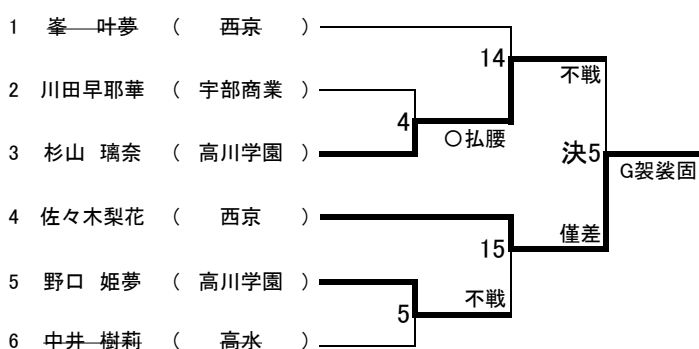 1 峯 叶夢 ( 西京 )
14
不戦
2 川田早耶華 ( 宇部商業 )
4
〇払腰
3 杉山 璃奈 ( 高川学園 )
決5
G袈裟固
4 佐々木梨花 ( 西京 )
僅差
15
5 野口 姫夢 ( 高川学園 )
不戦
5
6 中井 樹莉 ( 高水 )